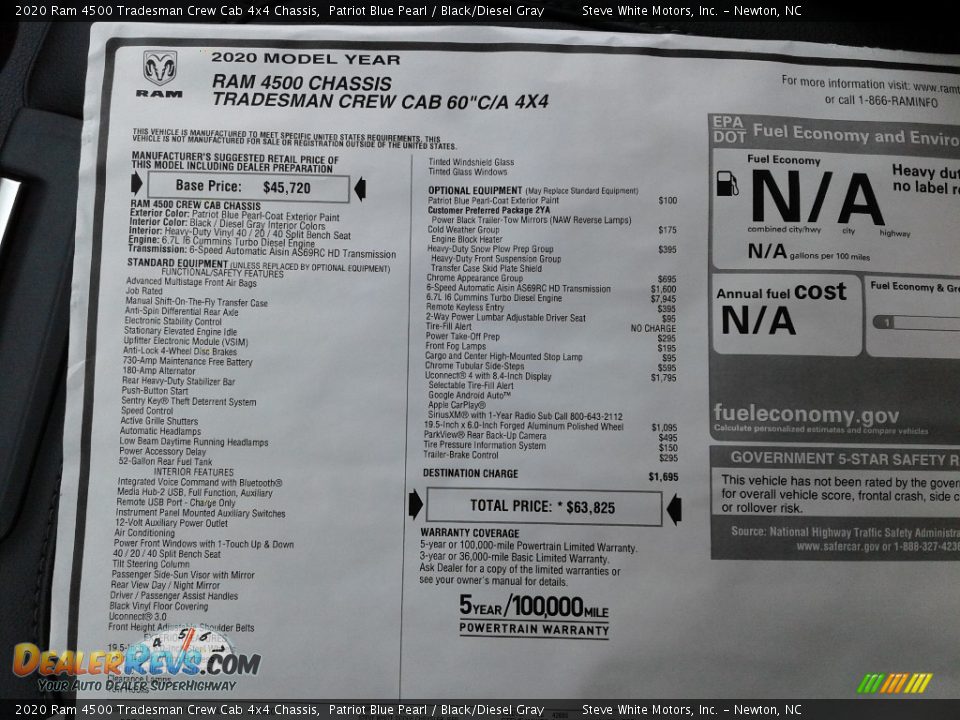 2020 Ram 4500 Tradesman Crew Cab 4x4 Chassis, Patriot Blue Pearl / Black/Diesel Gray Steve White Motors, Inc. – Newton, NC
RAM
2020 MODEL YEAR
RAM 4500 CHASSIS
TRADESMAN CREW CAB 60"C/A 4X4
THIS VEHICLE IS MANUFACTURED TO MEET SPECIFIC UNITED STATES REQUIREMENTS. THIS
VEHICLE IS NOT MANUFACTURED FOR SALE OR REGISTRATION OUTSIDE OF THE UNITED STATES.
MANUFACTURER'S SUGGESTED RETAIL PRICE OF
THIS MODEL INCLUDING DEALER PREPARATION
Base Price: $45,720
RAM 4500 CREW CAB CHASSIS
Exterior Color: Patriot Blue Pearl-Coat Exterior Paint
Interior Color: Black / Diesel Gray Interior Colors
Interior: Heavy-Duty Vinyl 40 / 20 / 40 Split Bench Seat
Engine: 6.7L I6 Cummins Turbo Diesel Engine
Transmission: 6-Speed Automatic Aisin AS69RC HD Transmission
STANDARD EQUIPMENT (UNLESS REPLACED BY OPTIONAL EQUIPMENT)
FUNCTIONAL/SAFETY FEATURES
Advanced Multistage Front Air Bags
Job Rated
Manual Shift-On-The-Fly Transfer Case
Anti-Spin Differential Rear Axle
Electronic Stability Control
Stationary Elevated Engine Idle
Upfitter Electronic Module (VSIM)
Anti-Lock 4-Wheel Disc Brakes
730-Amp Maintenance Free Battery
180-Amp Alternator
Rear Heavy-Duty Stabilizer Bar
Push-Button Start
Sentry Key® Theft Deterrent System
Speed Control
Active Grille Shutters
Automatic Headlamps
Low Beam Daytime Running Headlamps
Power Accessory Delay
52-Gallon Rear Fuel Tank
INTERIOR FEATURES
Integrated Voice Command with Bluetooth®
Media Hub-2 USB, Full Function, Auxiliary
Remote USB Port - Charge Only
Instrument Panel Mounted Auxiliary Switches
12-Volt Auxiliary Power Outlet
Air Conditioning
Power Front Windows with 1-Touch Up & Down
40 / 20 / 40 Split Bench Seat
Tilt Steering Column
Passenger Side-Sun Visor with Mirror
Rear View Day / Night Mirror
Driver / Passenger Assist Handles
Black Vinyl Floor Covering
Uconnect® 3.0
Front Height Adjustable Shoulder Belts
Clearance Lamps
Tinted Windshield Glass
Tinted Glass Windows
OPTIONAL EQUIPMENT (May Replace Standard Equipment)
Patriot Blue Pearl-Coat Exterior Paint $100
Customer Preferred Package 2YA
Power Black Trailer-Tow Mirrors (NAW Reverse Lamps)
Cold Weather Group $175
Engine Block Heater
Heavy-Duty Snow Plow Prep Group $395
Heavy-Duty Front Suspension Group
Transfer Case Skid Plate Shield
Chrome Appearance Group $695
6-Speed Automatic Aisin AS69RC HD Transmission $1,600
6.7L I6 Cummins Turbo Diesel Engine $7,945
Remote Keyless Entry $395
2-Way Power Lumbar Adjustable Driver Seat $95
Tire-Fill Alert NO CHARGE
Power Take-Off Prep $295
Front Fog Lamps $195
Cargo and Center High-Mounted Stop Lamp $95
Chrome Tubular Side-Steps $595
Uconnect® 4 with 8.4-Inch Display $1,795
Selectable Tire-Fill Alert
Google Android Auto™
Apple CarPlay®
SiriusXM® with 1-Year Radio Sub Call 800-643-2112
19.5-Inch x 6.0-Inch Forged Aluminum Polished Wheel $1,095
ParkView® Rear Back-Up Camera $495
Tire Pressure Information System $150
Trailer-Brake Control $295
DESTINATION CHARGE $1,695
TOTAL PRICE: * $63,825
WARRANTY COVERAGE
5-year or 100,000-mile Powertrain Limited Warranty.
3-year or 36,000-mile Basic Limited Warranty.
Ask Dealer for a copy of the limited warranties or
see your owner's manual for details.
5 YEAR / 100,000 MILE
POWERTRAIN WARRANTY
For more information visit: www.ramt
or call 1-866-RAMINFO
EPA
DOT Fuel Economy and Enviro
Fuel Economy
N/A
Heavy dut
no label r
combined city/hwy city highway
N/A gallons per 100 miles
Annual fuel cost
N/A
Fuel Economy & Gre
1
fueleconomy.gov
Calculate personalized estimates and compare vehicles
GOVERNMENT 5-STAR SAFETY R
This vehicle has not been rated by the govern
for overall vehicle score, frontal crash, side c
or rollover risk.
Source: National Highway Traffic Safety Administra
www.safercar.gov or 1-888-327-4236
4 5 6
DealerRevs.com
Your Auto Dealer SuperHighway
2020 Ram 4500 Tradesman Crew Cab 4x4 Chassis, Patriot Blue Pearl / Black/Diesel Gray Steve White Motors, Inc. – Newton, NC